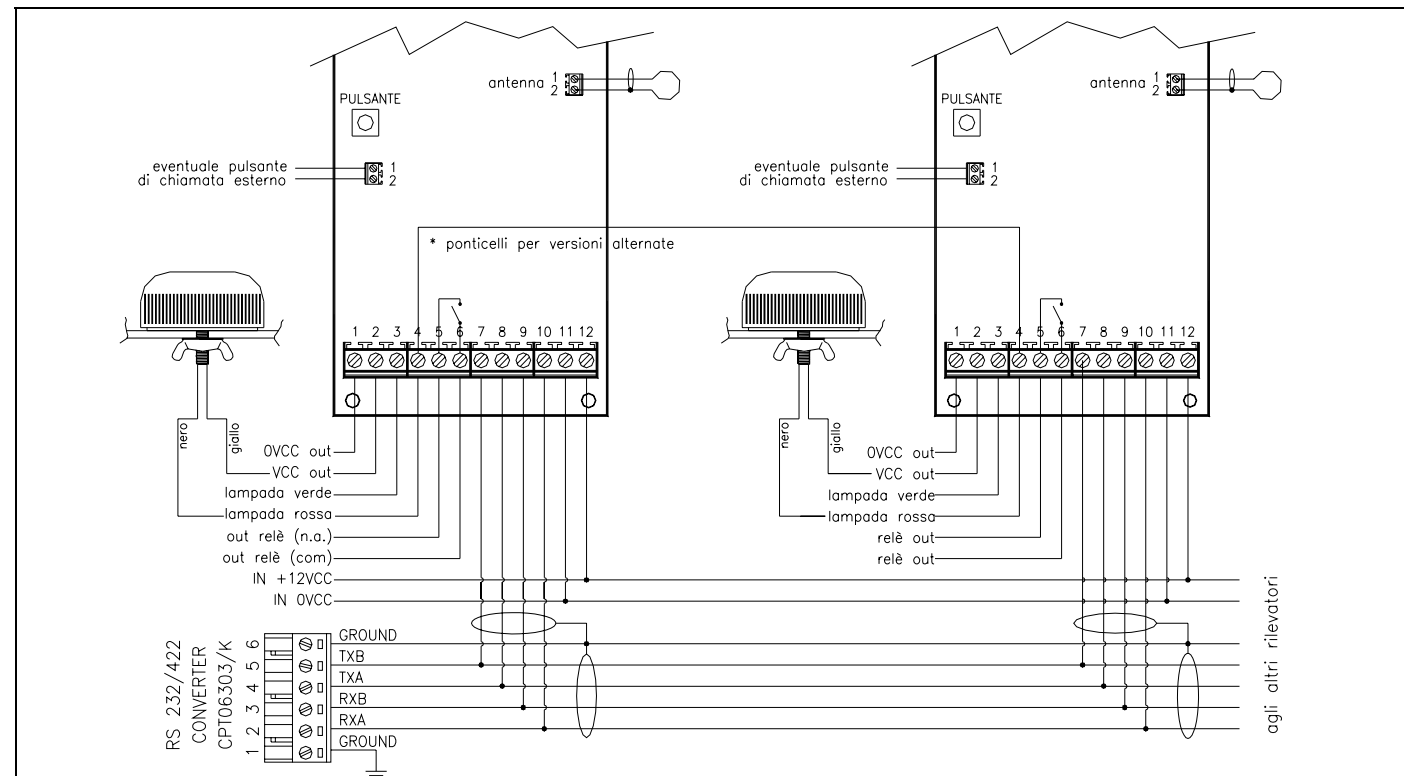 antenna 1
2
PULSANTE
eventuale pulsante
di chiamata esterno
1
2
* ponticelli per versioni alternate
1 2 3 4 5 6 7 8 9 10 11 12
nero
giallo
0VCC out
VCC out
lampada verde
lampada rossa
out relè (n.a.)
out relè (com)
IN +12VCC
IN 0VCC
antenna 1
2
PULSANTE
eventuale pulsante
di chiamata esterno
1
2
1 2 3 4 5 6 7 8 9 10 11 12
nero
giallo
0VCC out
VCC out
lampada verde
lampada rossa
relè out
relè out
RS 232/422
CONVERTER
CPT06303/K
6 GROUND
5 TXB
4 TXA
3 RXB
2 RXA
1 GROUND
agli altri rilevatori